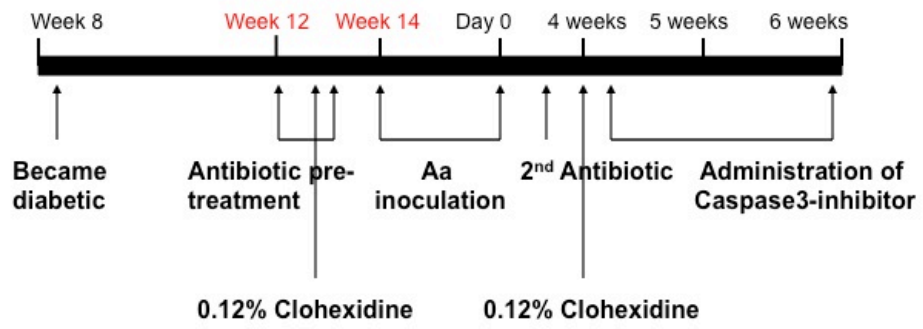 Week 8 Week 12 Week 14 Day 0 4 weeks 5 weeks 6 weeks
Became
diabetic
Antibiotic pre-
treatment
Aa
inoculation
2nd Antibiotic
Administration of
Caspase3-inhibitor
0.12% Clohexidine 0.12% Clohexidine